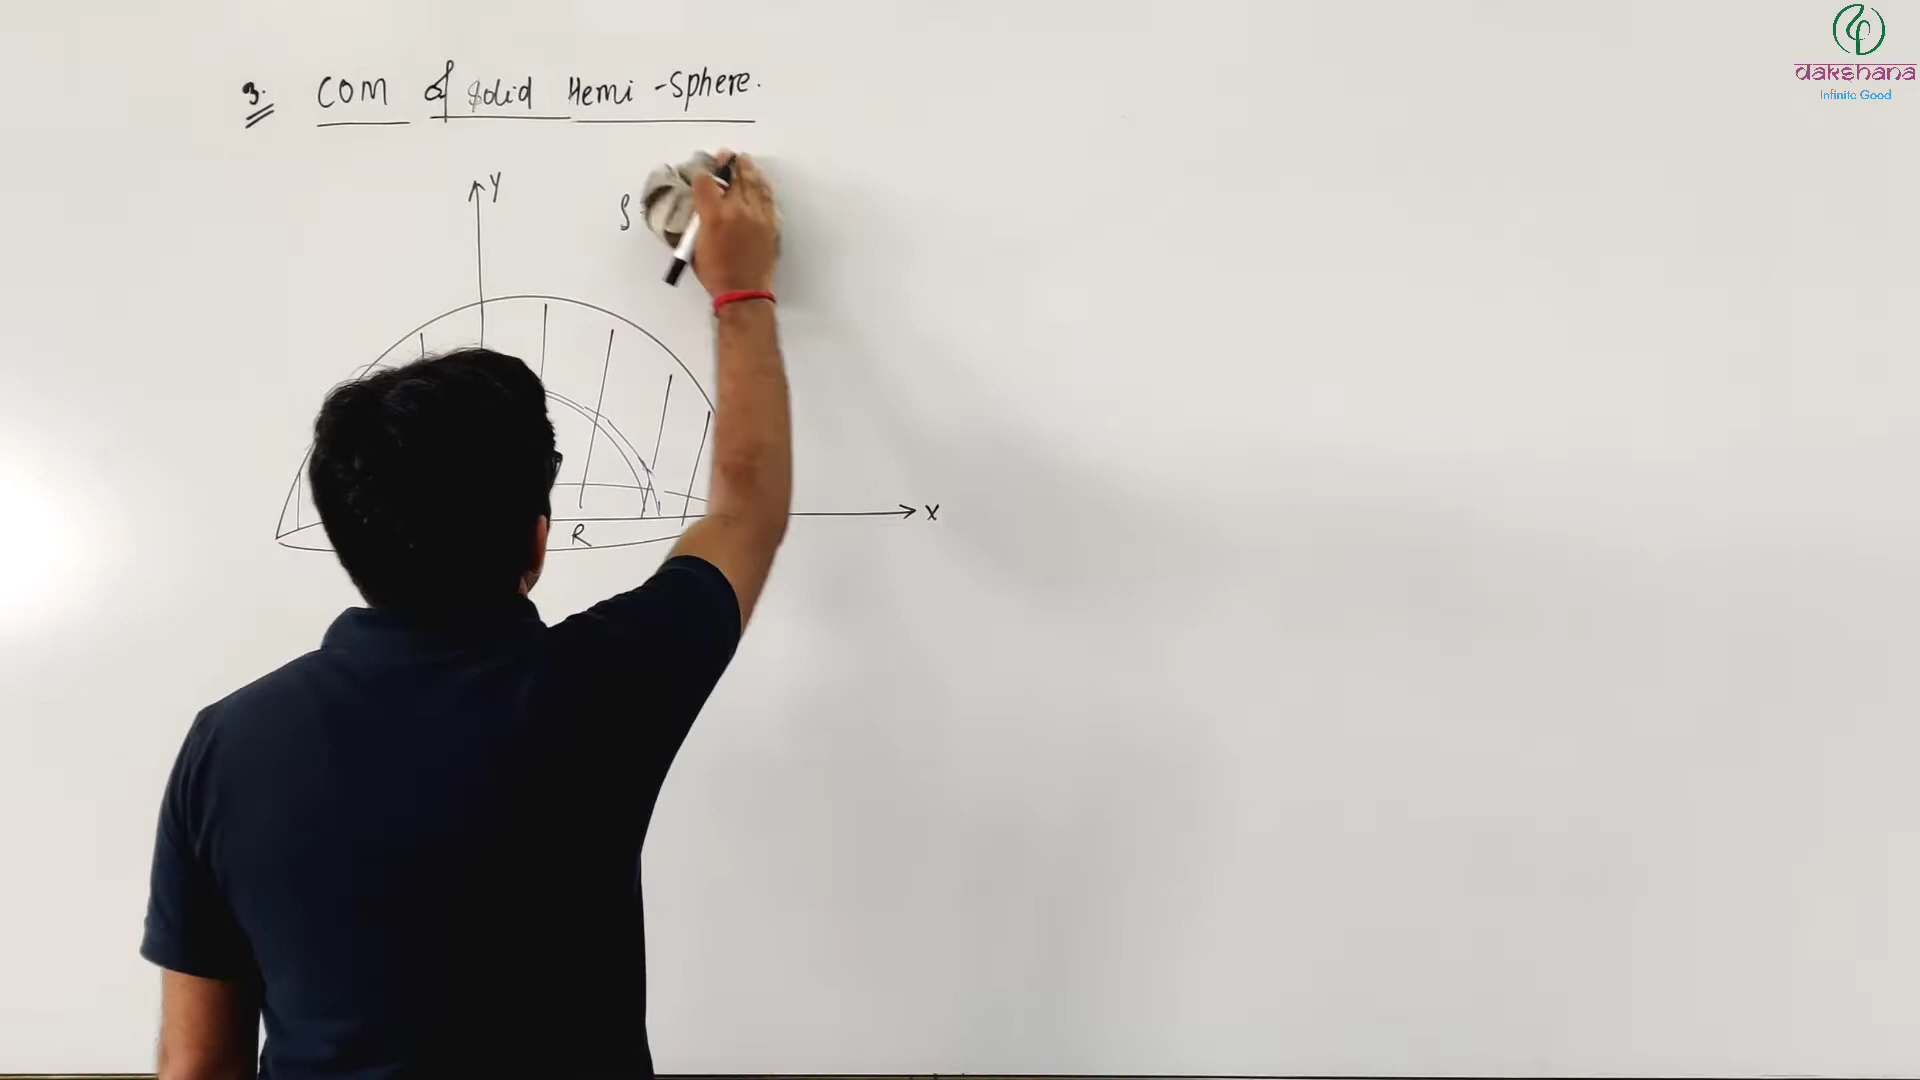 3. COM of Solid Hemi-Sphere.
Y
ρ
R
X
dakshana
Infinite Good